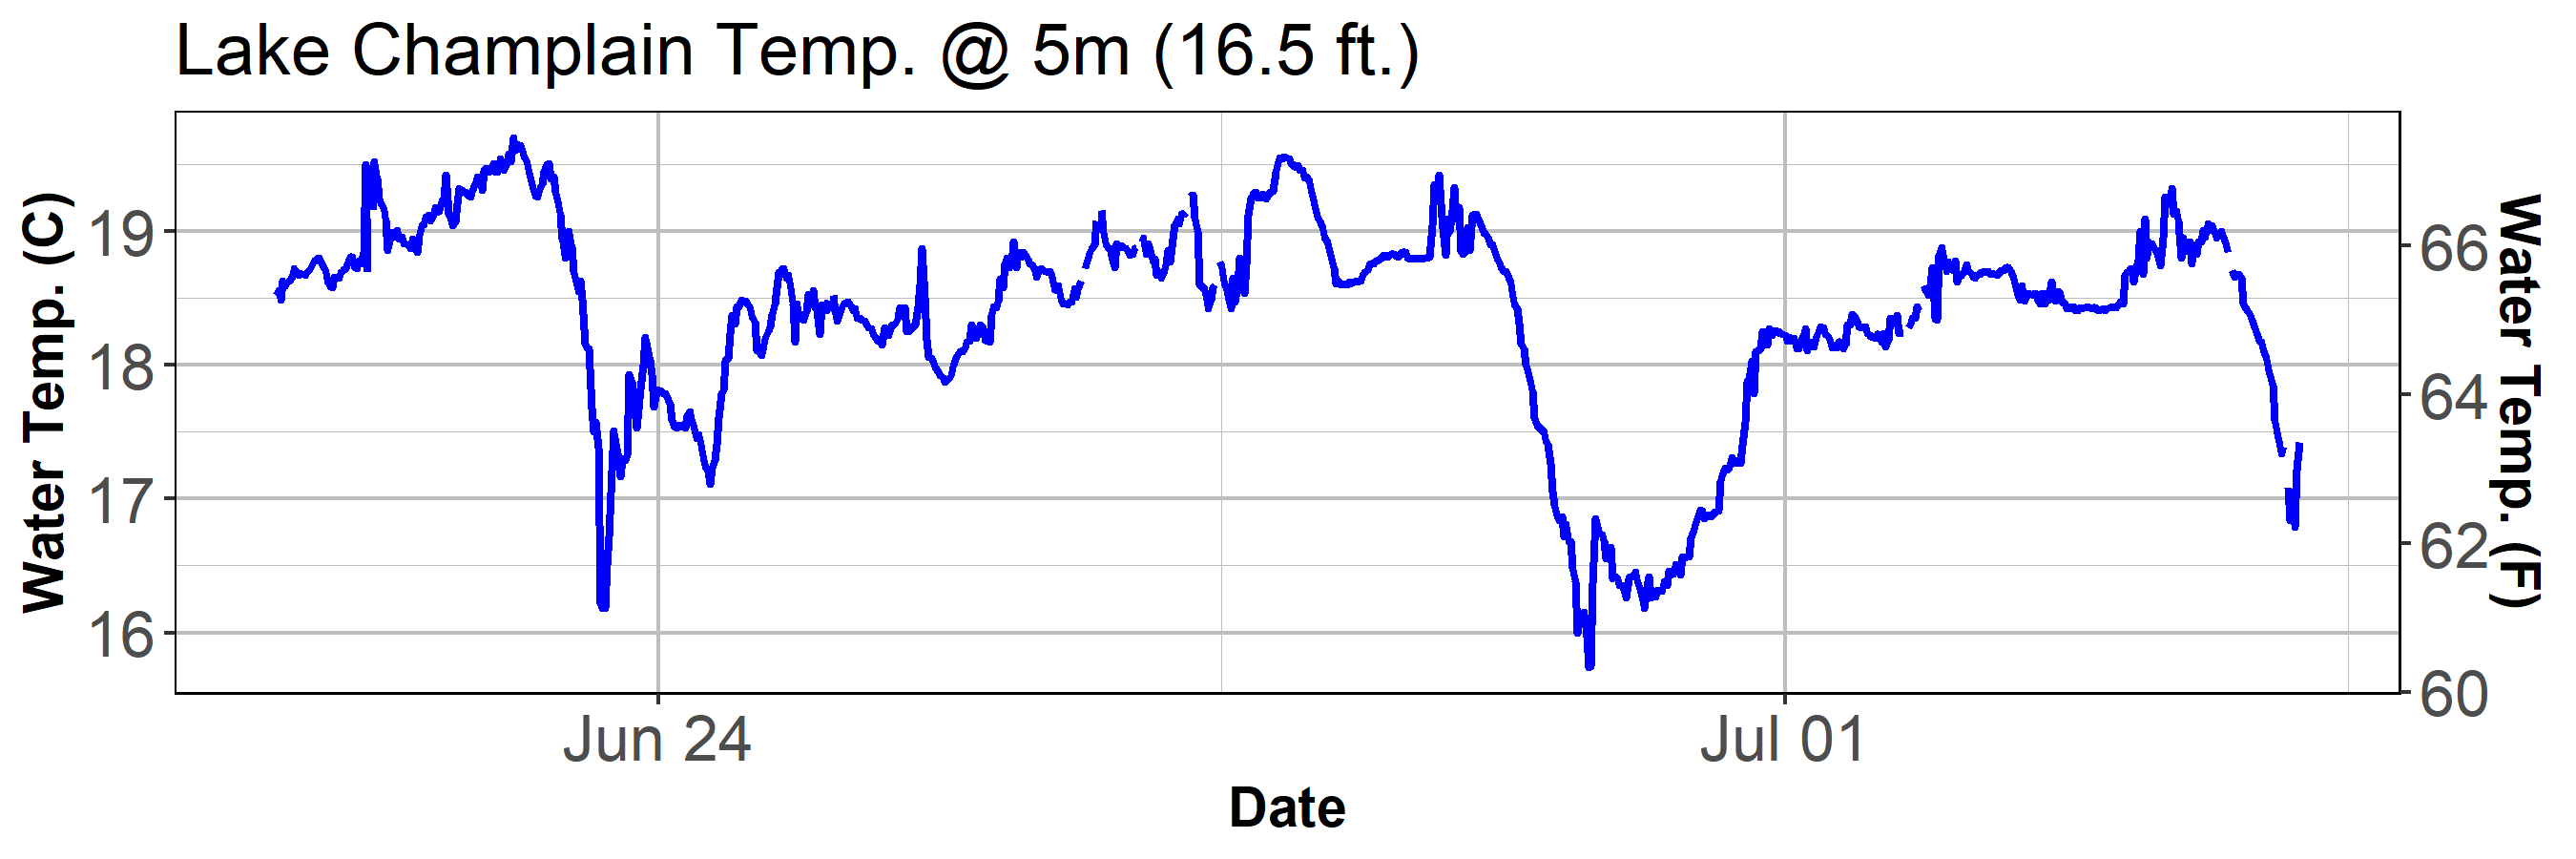 Lake Champlain Temp. @ 5m (16.5 ft.)
Water Temp. (C)
19
18
17
16
66
64
62
60
Water Temp. (F)
Jun 24
Jul 01
Date